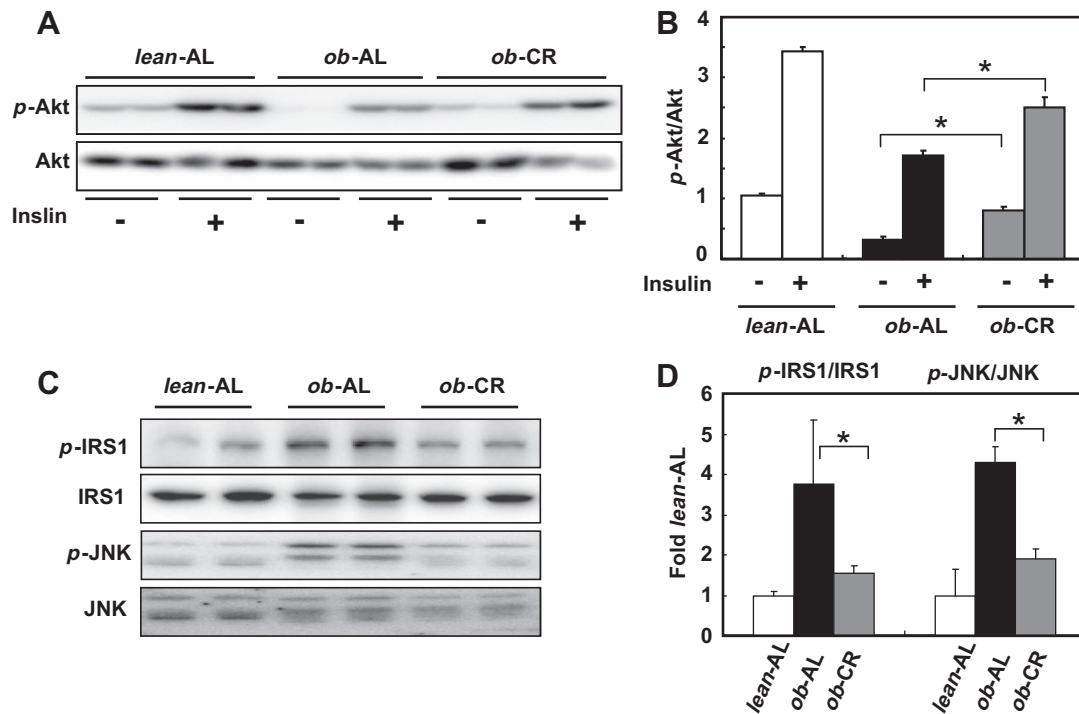 A
lean-AL ob-AL ob-CR
p-Akt
Akt
Inslin - + - + - +
B
p-Akt/Akt
4
3
2
1
0
* *
Insulin - + - + - +
lean-AL ob-AL ob-CR
C
lean-AL ob-AL ob-CR
p-IRS1
IRS1
p-JNK
JNK
D
p-IRS1/IRS1 p-JNK/JNK
Fold lean-AL
6
5
4
3
2
1
0
* *
lean-AL ob-AL ob-CR lean-AL ob-AL ob-CR